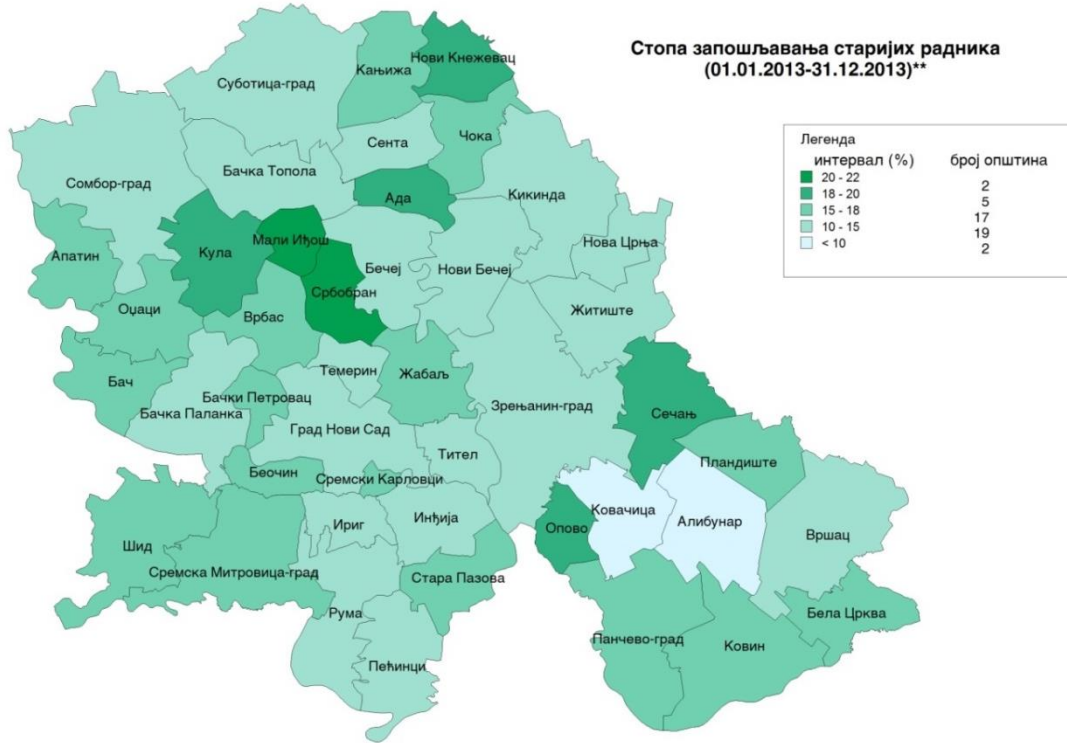 Стопа запошљавања старијих радника
(01.01.2013-31.12.2013)**
Легенда
интервал (%) број општина
20 - 22 2
18 - 20 5
15 - 18 17
10 - 15 19
< 10 2
Нови Кнежевац
Кањижа
Суботица-град
Чока
Сента
Бачка Топола
Сомбор-град
Ада
Кикинда
Мали Иђош
Нова Црња
Апатин
Кула
Бечеј
Нови Бечеј
Србобран
Оџаци
Врбас
Житиште
Темерин
Жабаљ
Бач
Бачки Петровац
Зрењанин-град
Сечањ
Бачка Паланка
Град Нови Сад
Тител
Пландиште
Беочин
Сремски Карловци
Ковачица
Инђија
Ириг
Опово
Алибунар
Вршац
Шид
Сремска Митровица-град
Стара Пазова
Рума
Бела Црква
Панчево-град
Ковин
Пећинци